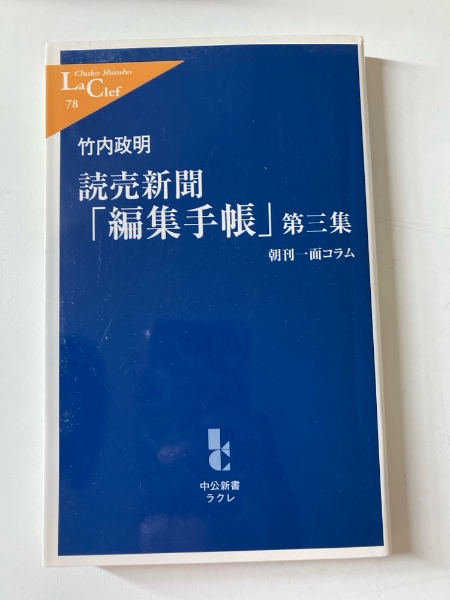 Chuko Shinsho
La Clef
78
竹内政明
読売新聞
「編集手帳」第三集
朝刊一面コラム
中公新書
ラクレ